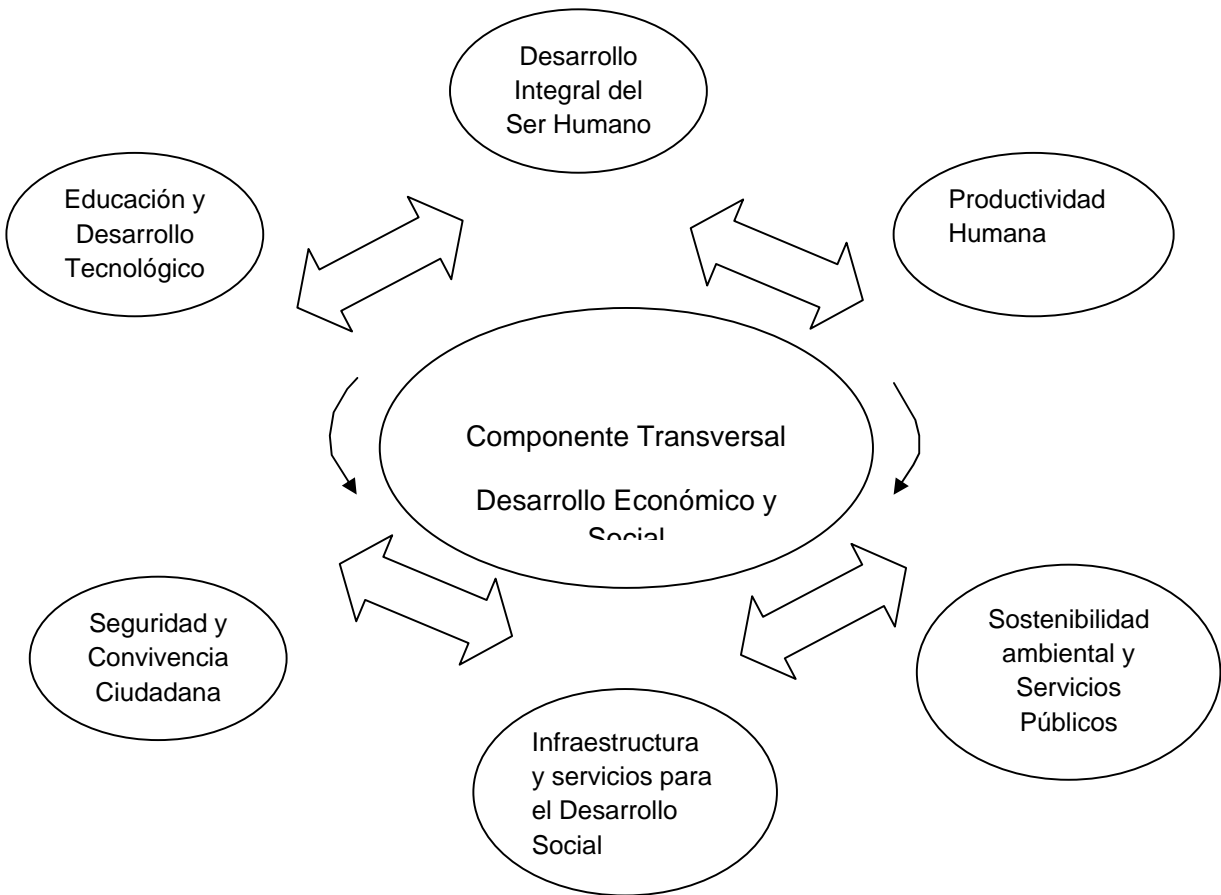 Desarrollo
Integral del
Ser Humano
Educación y
Desarrollo
Tecnológico
Productividad
Humana
Componente Transversal
Desarrollo Económico y
Social
Seguridad y
Convivencia
Ciudadana
Sostenibilidad
ambiental y
Servicios
Públicos
Infraestructura
y servicios para
el Desarrollo
Social